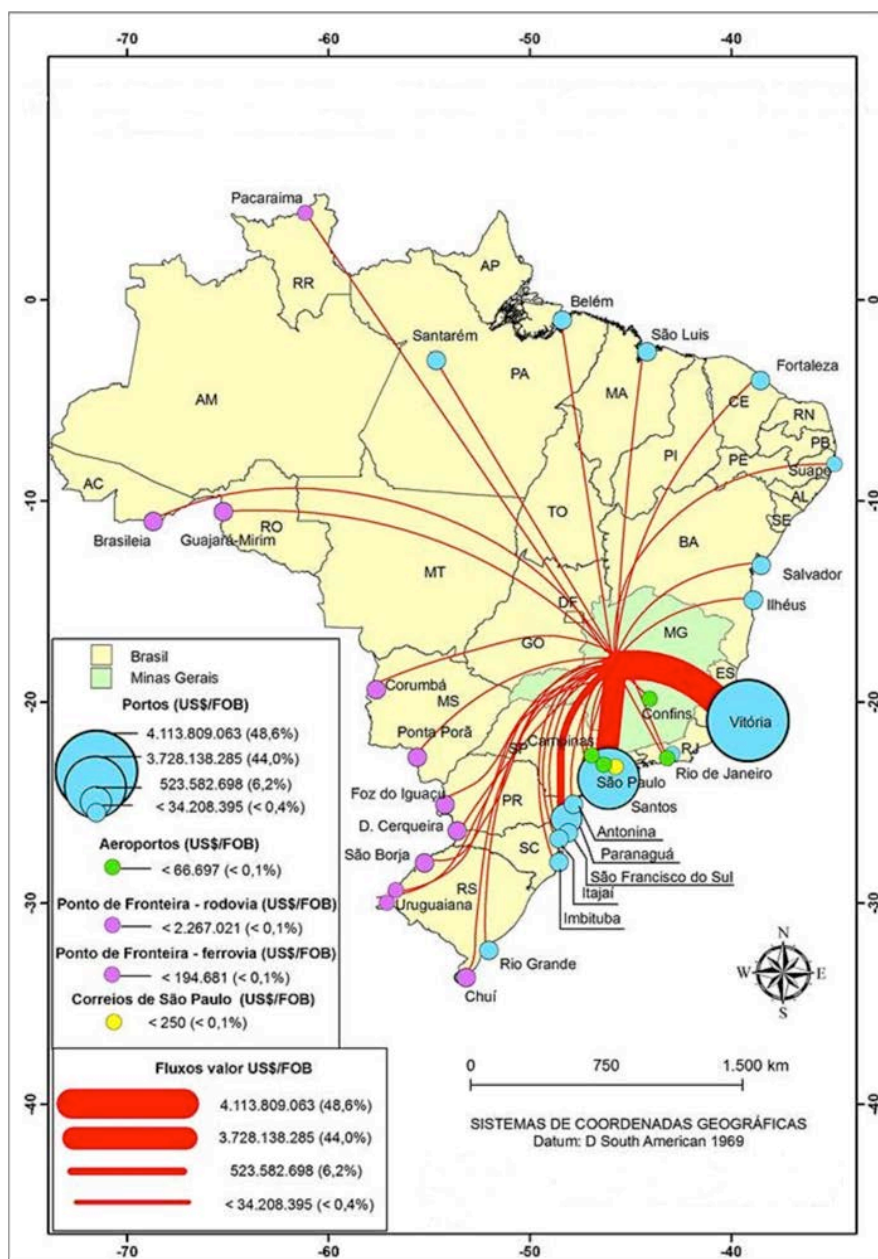 -70 -60 -50 -40
Pacaraima
RR
AP
0
0
Belém
Santarém
São Luis
Fortaleza
AM
PA
MA
CE
RN
PB
PI
PE
Suape
AC
AL
TO
SE
-10
-10
Brasileia
Guajará-Mirim
RO
BA
MT
Salvador
DF
Ilhéus
MG
GO
ES
Corumbá
MS
Confins
Vitória
-20
-20
Ponta Porã
SP
Campinas
RJ
Rio de Janeiro
São Paulo
Santos
Foz do Iguaçu
PR
Antonina
D. Cerqueira
Paranaguá
SC
São Francisco do Sul
São Borja
Itajaí
RS
Uruguaiana
Imbituba
-30
-30
Rio Grande
Chuí
Brasil
Minas Gerais
Portos (US$/FOB)
4.113.809.063 (48,6%)
3.728.138.285 (44,0%)
523.582.698 (6,2%)
< 34.208.395 (< 0,4%)
Aeroportos (US$/FOB)
< 66.697 (< 0,1%)
Ponto de Fronteira - rodovia (US$/FOB)
< 2.267.021 (< 0,1%)
Ponto de Fronteira - ferrovia (US$/FOB)
< 194.681 (< 0,1%)
Correios de São Paulo (US$/FOB)
< 250 (< 0,1%)
Fluxos valor US$/FOB
4.113.809.063 (48,6%)
3.728.138.285 (44,0%)
523.582.698 (6,2%)
< 34.208.395 (< 0,4%)
N
W E
S
0 750 1.500 km
SISTEMAS DE COORDENADAS GEOGRÁFICAS
Datum: D South American 1969
-40
-40
-70 -60 -50 -40